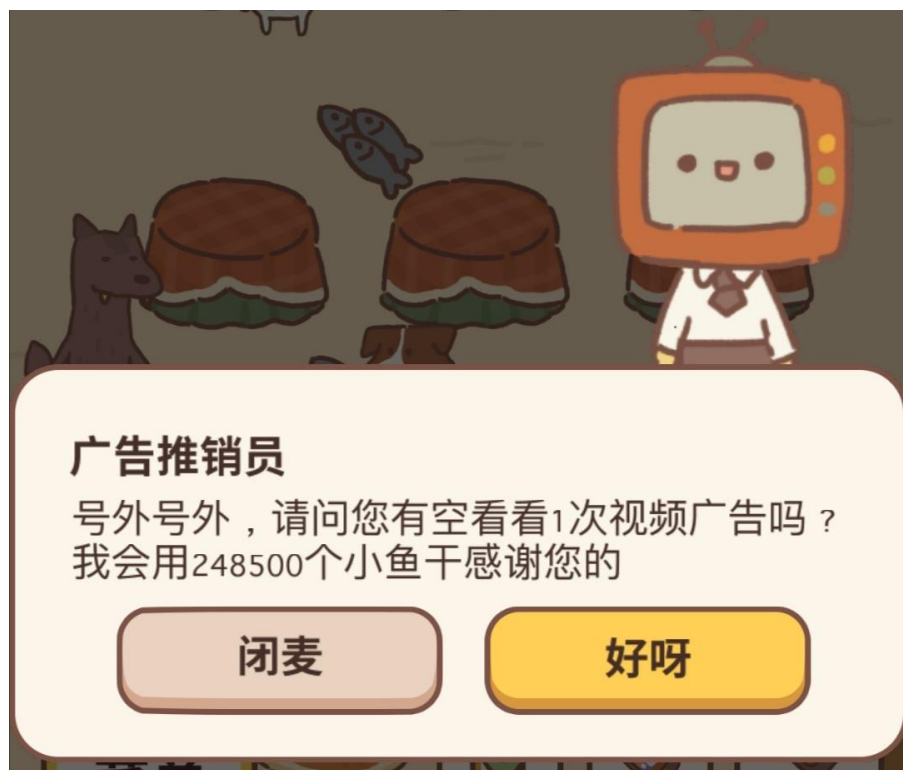 广告推销员
号外号外，请问您有空看看1次视频广告吗？
我会用248500个小鱼干感谢您的
闭麦
好呀